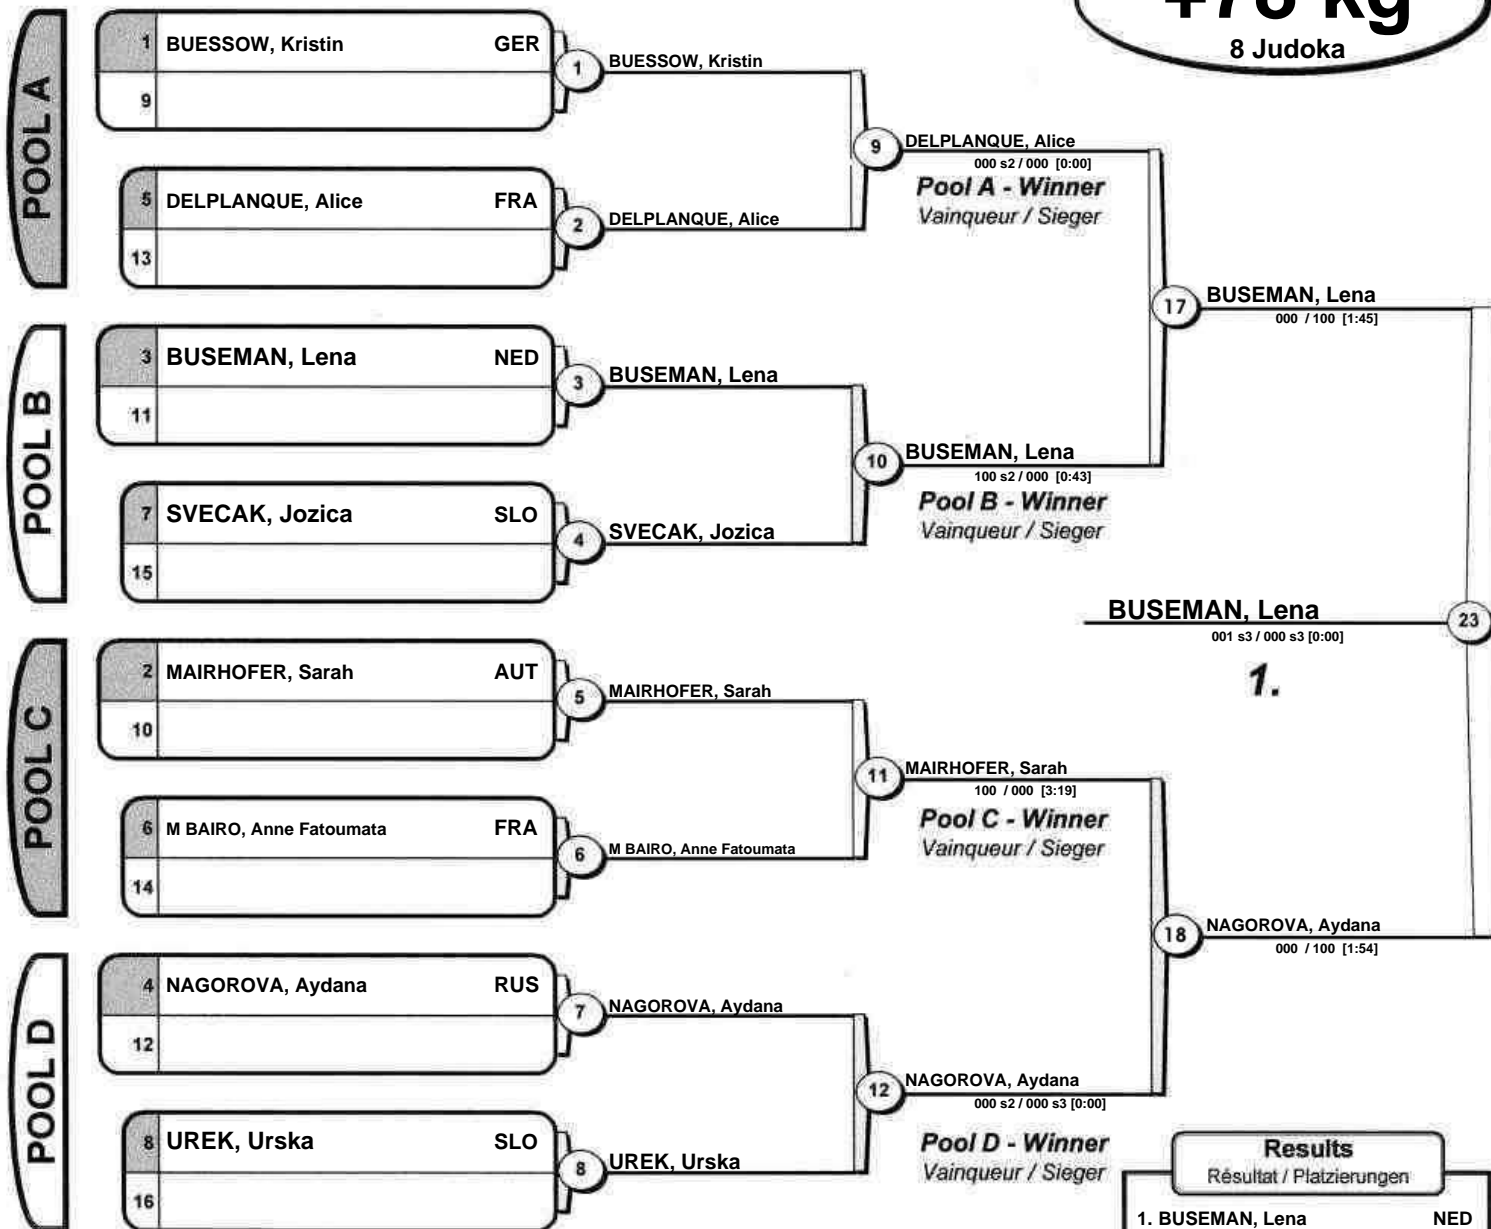 +78 kg
8 Judoka
POOL A
1 BUESSOW, Kristin GER
9
1 BUESSOW, Kristin
5 DELPLANQUE, Alice FRA
13
2 DELPLANQUE, Alice
9 DELPLANQUE, Alice
000 s2 / 000 [0:00]
Pool A - Winner
Vainqueur / Sieger
POOL B
3 BUSEMAN, Lena NED
11
3 BUSEMAN, Lena
7 SVECAK, Jozica SLO
15
4 SVECAK, Jozica
10 BUSEMAN, Lena
100 s2 / 000 [0:43]
Pool B - Winner
Vainqueur / Sieger
17 BUSEMAN, Lena
000 / 100 [1:45]
BUSEMAN, Lena 23
001 s3 / 000 s3 [0:00]
1.
POOL C
2 MAIRHOFER, Sarah AUT
10
5 MAIRHOFER, Sarah
6 M BAIRO, Anne Fatoumata FRA
14
6 M BAIRO, Anne Fatoumata
11 MAIRHOFER, Sarah
100 / 000 [3:19]
Pool C - Winner
Vainqueur / Sieger
18 NAGOROVA, Aydana
000 / 100 [1:54]
POOL D
4 NAGOROVA, Aydana RUS
12
7 NAGOROVA, Aydana
8 UREK, Urska SLO
16
8 UREK, Urska
12 NAGOROVA, Aydana
000 s2 / 000 s3 [0:00]
Pool D - Winner
Vainqueur / Sieger
Results
Résultat / Platzierungen
1. BUSEMAN, Lena NED